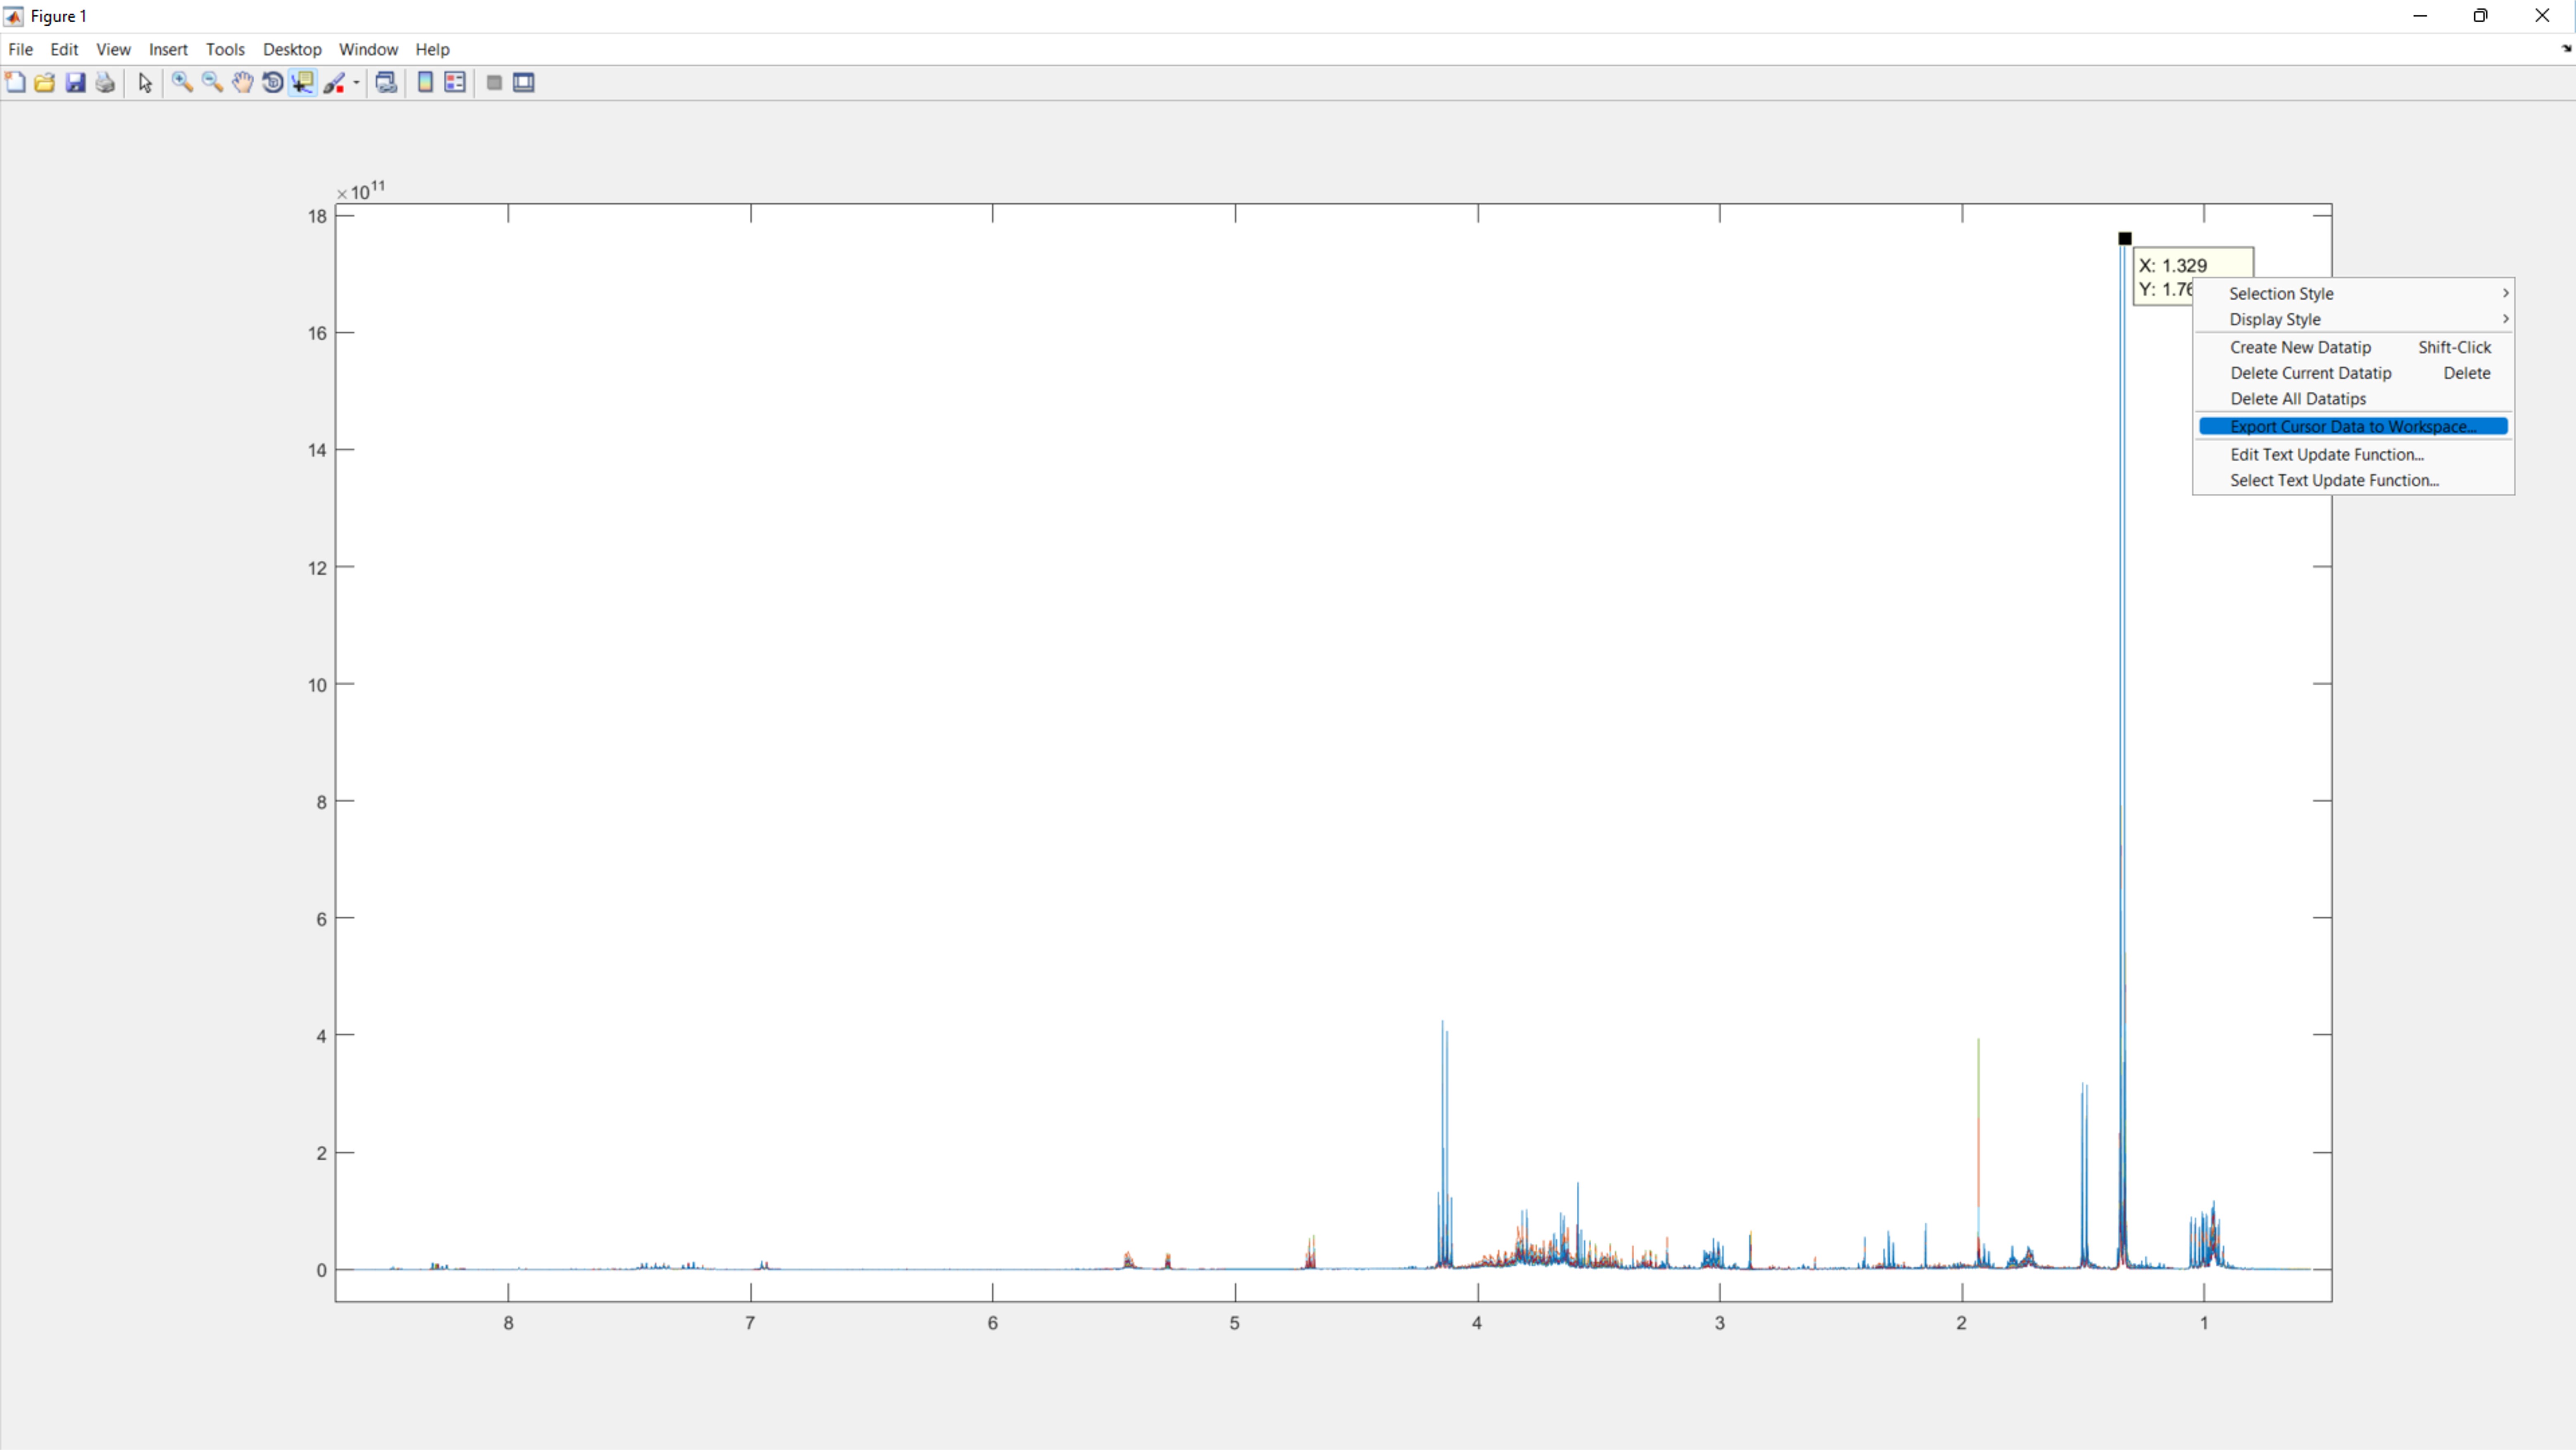 Figure 1
File Edit View Insert Tools Desktop Window Help
×10^11
18
16
14
12
10
8
6
4
2
0
8 7 6 5 4 3 2 1
X: 1.329
Y: 1.76
Selection Style
Display Style
Create New Datatip Shift-Click
Delete Current Datatip Delete
Delete All Datatips
Export Cursor Data to Workspace...
Edit Text Update Function...
Select Text Update Function...